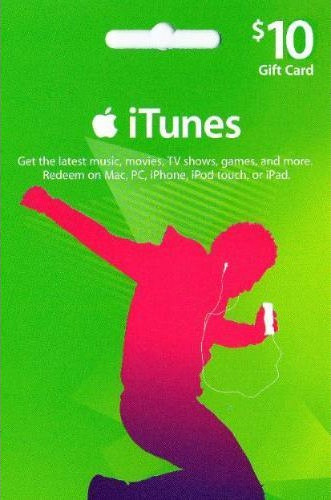 $10
Gift Card
iTunes
Get the latest music, movies, TV shows, games, and more.
Redeem on Mac, PC, iPhone, iPod touch, or iPad.